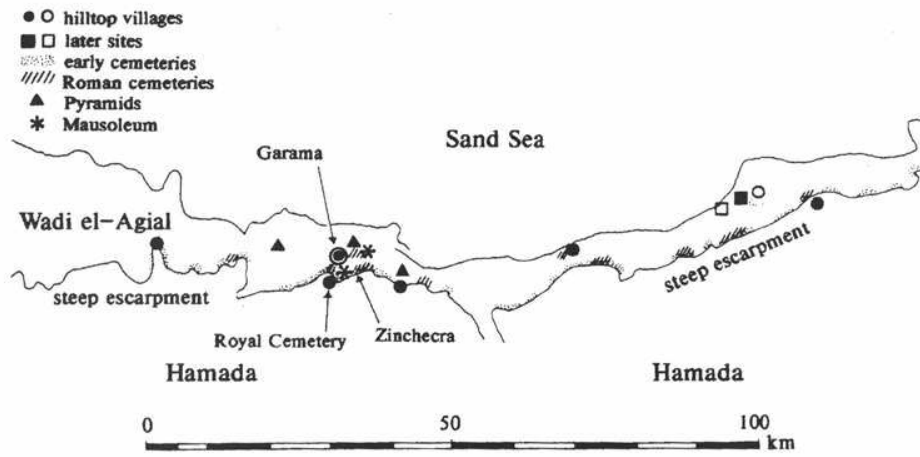 hilltop villages
later sites
early cemeteries
Roman cemeteries
Pyramids
Mausoleum
Sand Sea
Garama
Wadi el-Agial
steep escarpment
steep escarpment
Royal Cemetery
Zinchecra
Hamada
Hamada
0
50
100
km